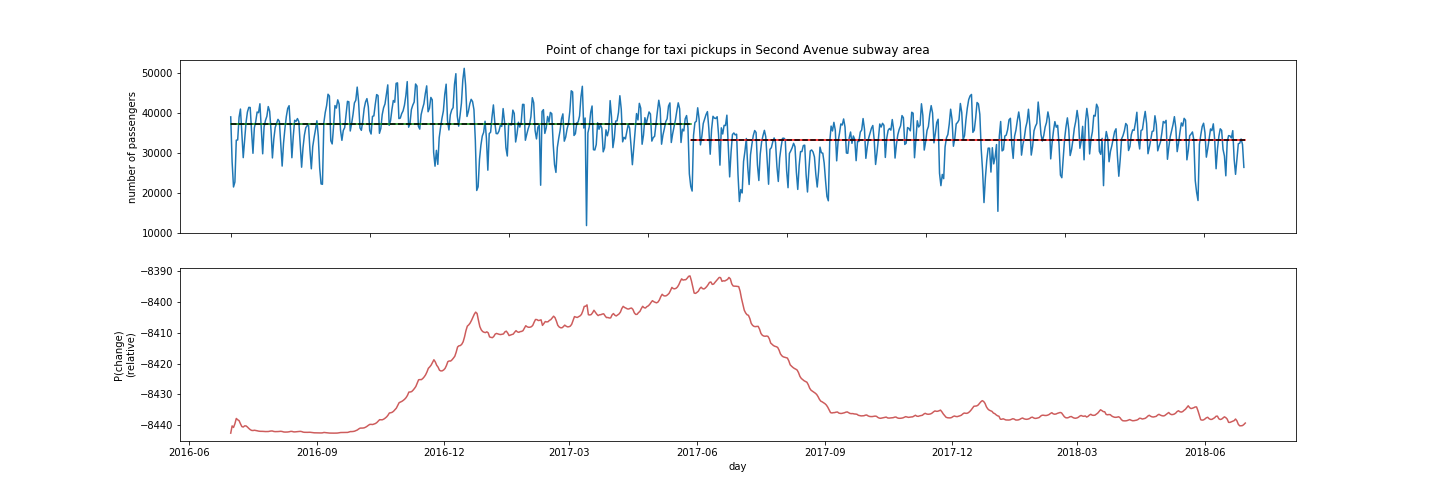 Point of change for taxi pickups in Second Avenue subway area
50000
40000
30000
20000
10000
number of passengers
−8390
−8400
−8410
−8420
−8430
−8440
P(change)
(relative)
2016-06 2016-09 2016-12 2017-03 2017-06 2017-09 2017-12 2018-03 2018-06
day